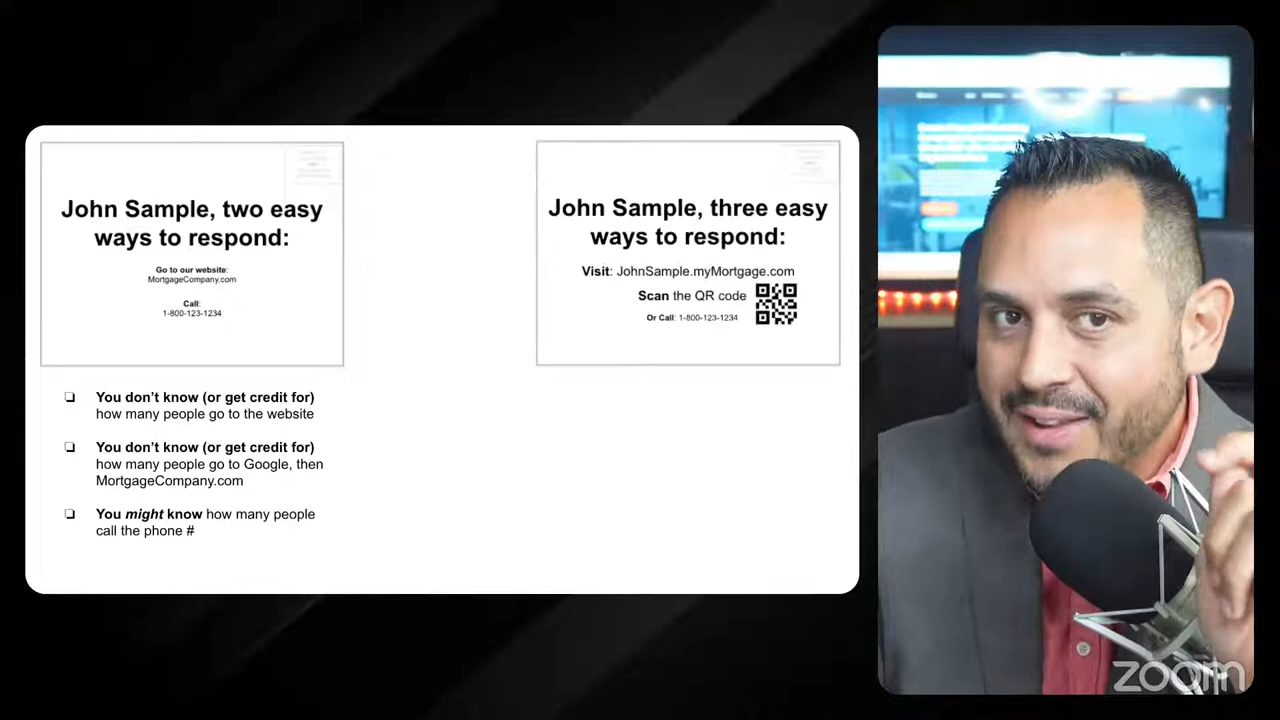 John Sample, two easy
ways to respond:
Go to our website:
MortgageCompany.com
Call:
1-800-123-1234
❏ You don’t know (or get credit for)
how many people go to the website
❏ You don’t know (or get credit for)
how many people go to Google, then
MortgageCompany.com
❏ You might know how many people
call the phone #
John Sample, three easy
ways to respond:
Visit: JohnSample.myMortgage.com
Scan the QR code
Or Call: 1-800-123-1234
zoom